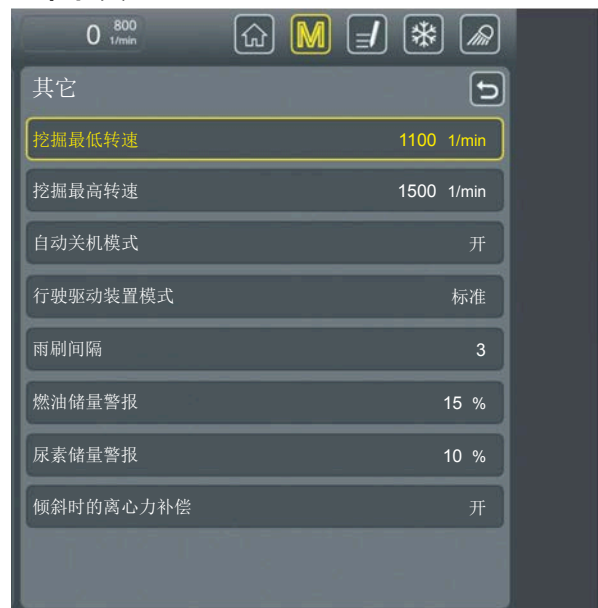 0 800 1/min
M
其它
挖掘最低转速 1100 1/min
挖掘最高转速 1500 1/min
自动关机模式 开
行驶驱动装置模式 标准
雨刷间隔 3
燃油储量警报 15 %
尿素储量警报 10 %
倾斜时的离心力补偿 开